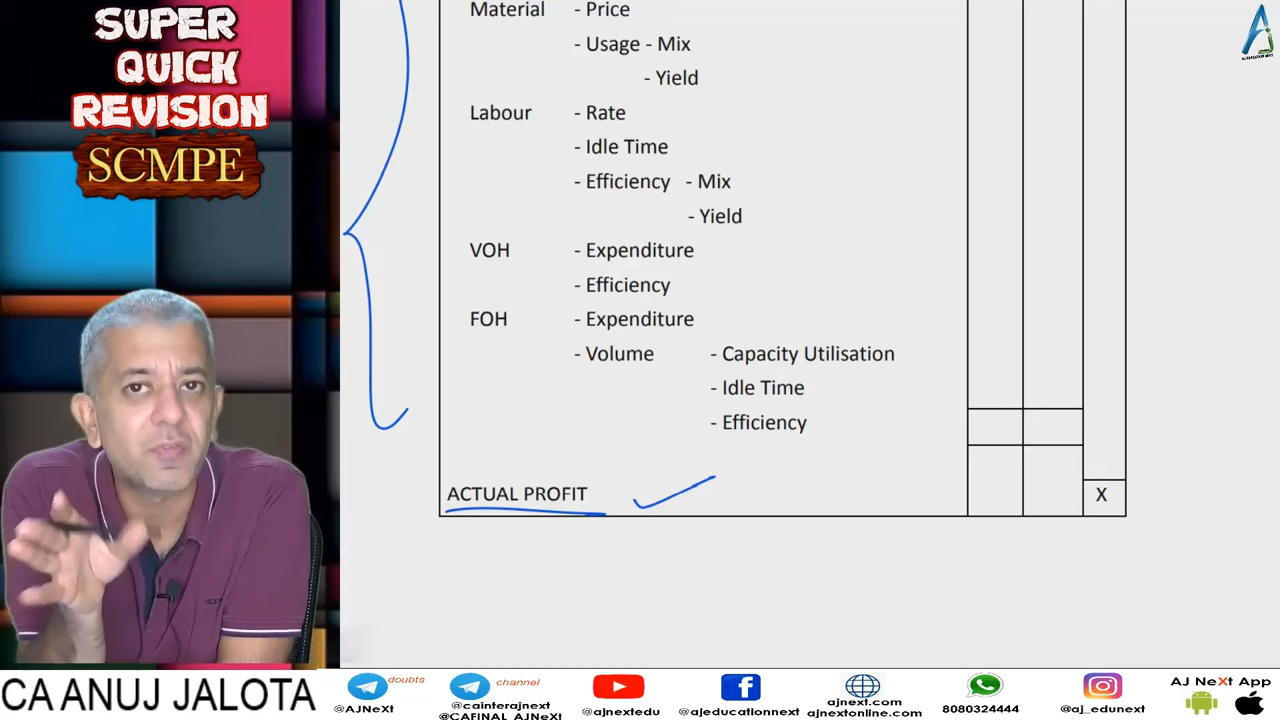 SUPER
QUICK
REVISION
SCMPE
Material - Price
- Usage - Mix
- Yield
Labour - Rate
- Idle Time
- Efficiency - Mix
- Yield
VOH - Expenditure
- Efficiency
FOH - Expenditure
- Volume - Capacity Utilisation
- Idle Time
- Efficiency
ACTUAL PROFIT X
CA ANUJ JALOTA
doubts
@AJNeXt
channel
@cainterajnext
@CAFINAL_AJNeXt
@ajnextedu
@ajeducationnext
ajnext.com
ajnextonline.com
8080324444
@aj_edunext
AJ NeXt App